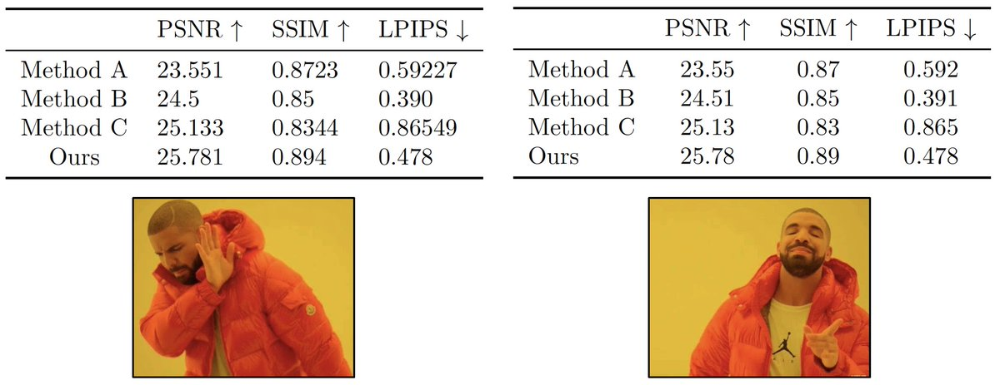 PSNR ↑ SSIM ↑ LPIPS ↓
Method A 23.551 0.8723 0.59227
Method B 24.5 0.85 0.390
Method C 25.133 0.8344 0.86549
Ours 25.781 0.894 0.478
PSNR ↑ SSIM ↑ LPIPS ↓
Method A 23.55 0.87 0.592
Method B 24.51 0.85 0.391
Method C 25.13 0.83 0.865
Ours 25.78 0.89 0.478